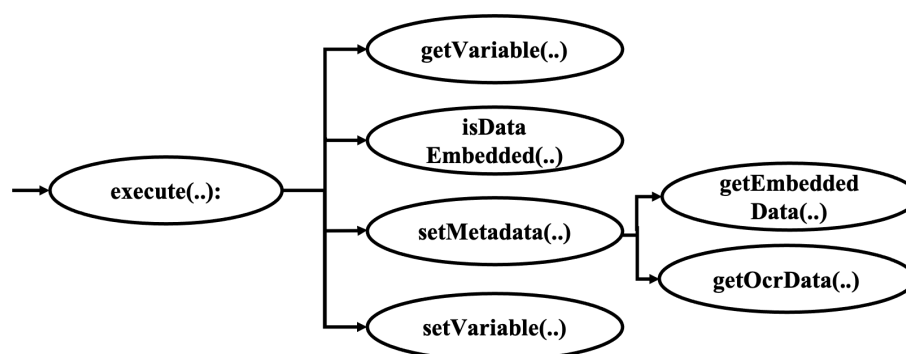 getVariable(..)
isData
Embedded(..)
execute(..):
setMetadata(..)
getEmbedded
Data(..)
getOcrData(..)
setVariable(..)